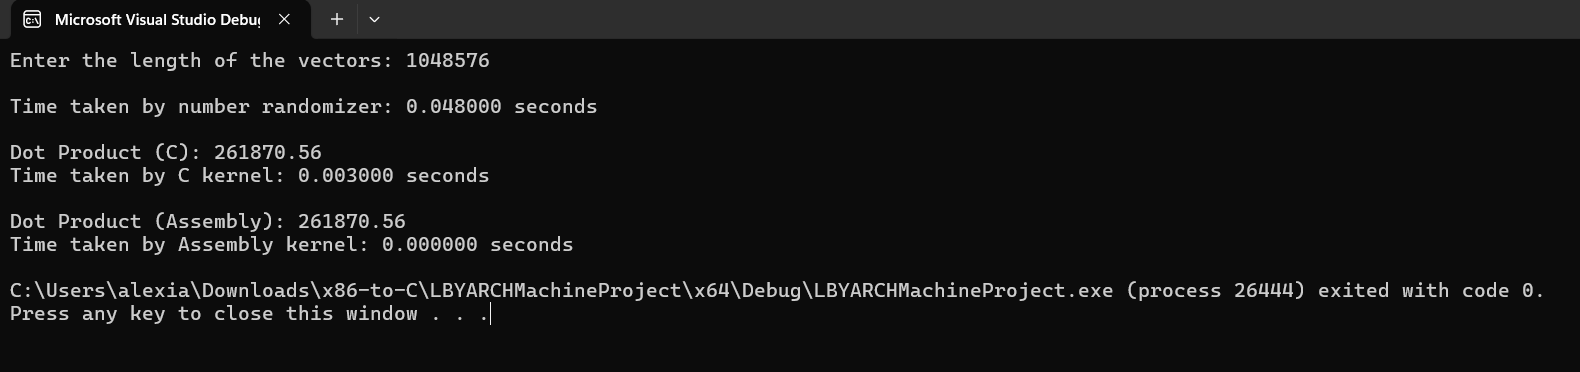 Microsoft Visual Studio Debu
Enter the length of the vectors: 1048576
Time taken by number randomizer: 0.048000 seconds
Dot Product (C): 261870.56
Time taken by C kernel: 0.003000 seconds
Dot Product (Assembly): 261870.56
Time taken by Assembly kernel: 0.000000 seconds
C:\Users\alexia\Downloads\x86-to-C\LBYARCHMachineProject\x64\Debug\LBYARCHMachineProject.exe (process 26444) exited with code 0.
Press any key to close this window . . .